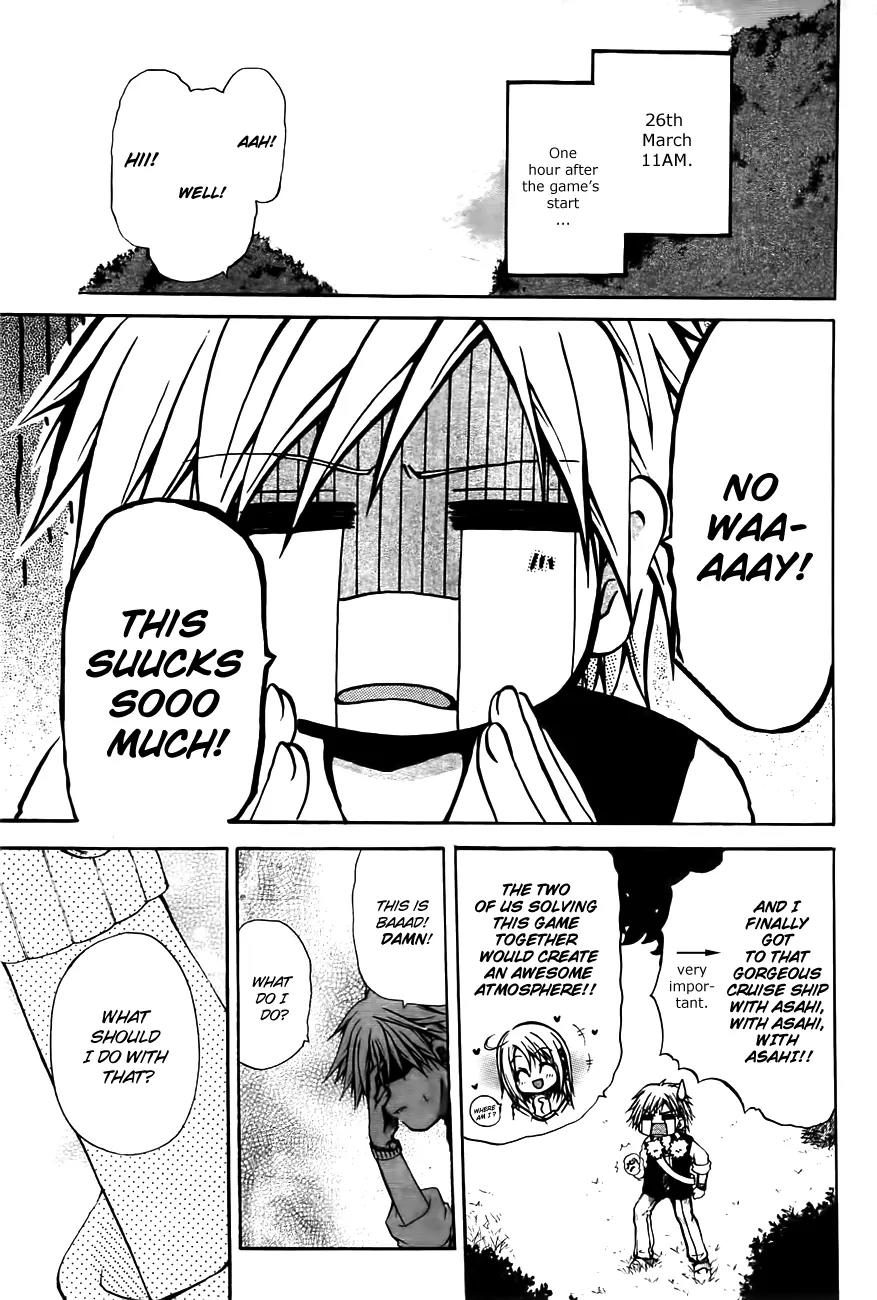 26th
March
11AM.
One
hour after
the game's
start
...
AAH!
HII!
WELL!
NO
WAA-
AAAY!
THIS
SUUCKS
SOOO
MUCH!
AND I
FINALLY
GOT
TO THAT
GORGEOUS
CRUISE SHIP
WITH ASAHI,
WITH ASAHI,
WITH
ASAHI!!
very
impor-
tant.
THE TWO
OF US SOLVING
THIS GAME
TOGETHER
WOULD CREATE
AN AWESOME
ATMOSPHERE!!
WHERE
AM I?
THIS IS
BAAAD!
DAMN!
WHAT
DO I
DO?
WHAT
SHOULD
I DO WITH
THAT?